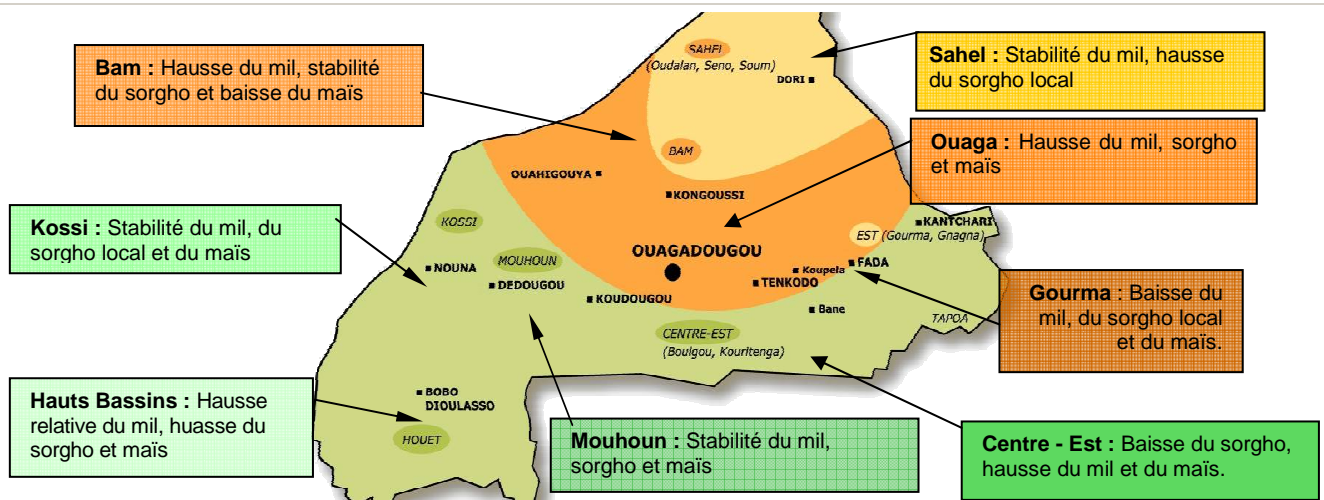 Bam : Hausse du mil, stabilité
du sorgho et baisse du maïs
SAHEL
(Oudalan, Seno, Soum)
DORI
Sahel : Stabilité du mil, hausse
du sorgho local
Ouaga : Hausse du mil, sorgho
et maïs
BAM
OUAHIGOUYA
KONGOUSSI
Kossi : Stabilité du mil, du
sorgho local et du maïs
KOSSI
NOUNA
MOUHOUN
DEDOUGOU
KOUDOUGOU
OUAGADOUGOU
TENKODO
Koupela
EST (Gourma, Gnagna)
KANTCHARI
FADA
Bane
TAPOA
CENTRE-EST
(Boulgou, Kouritenga)
Gourma : Baisse du
mil, du sorgho local
et du maïs.
Hauts Bassins : Hausse
relative du mil, huasse du
sorgho et maïs
BOBO
DIOULASSO
HOUET
Mouhoun : Stabilité du mil,
sorgho et maïs
Centre - Est : Baisse du sorgho,
hausse du mil et du maïs.